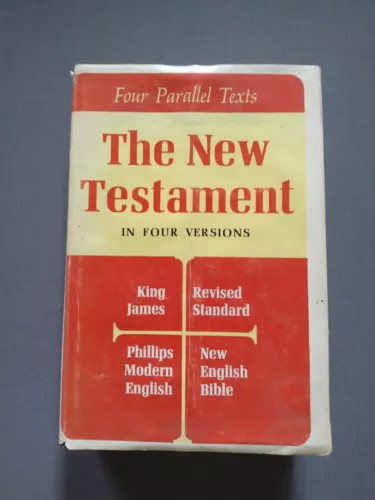 Four Parallel Texts
The New
Testament
IN FOUR VERSIONS
King
James
Revised
Standard
Phillips
Modern
English
New
English
Bible